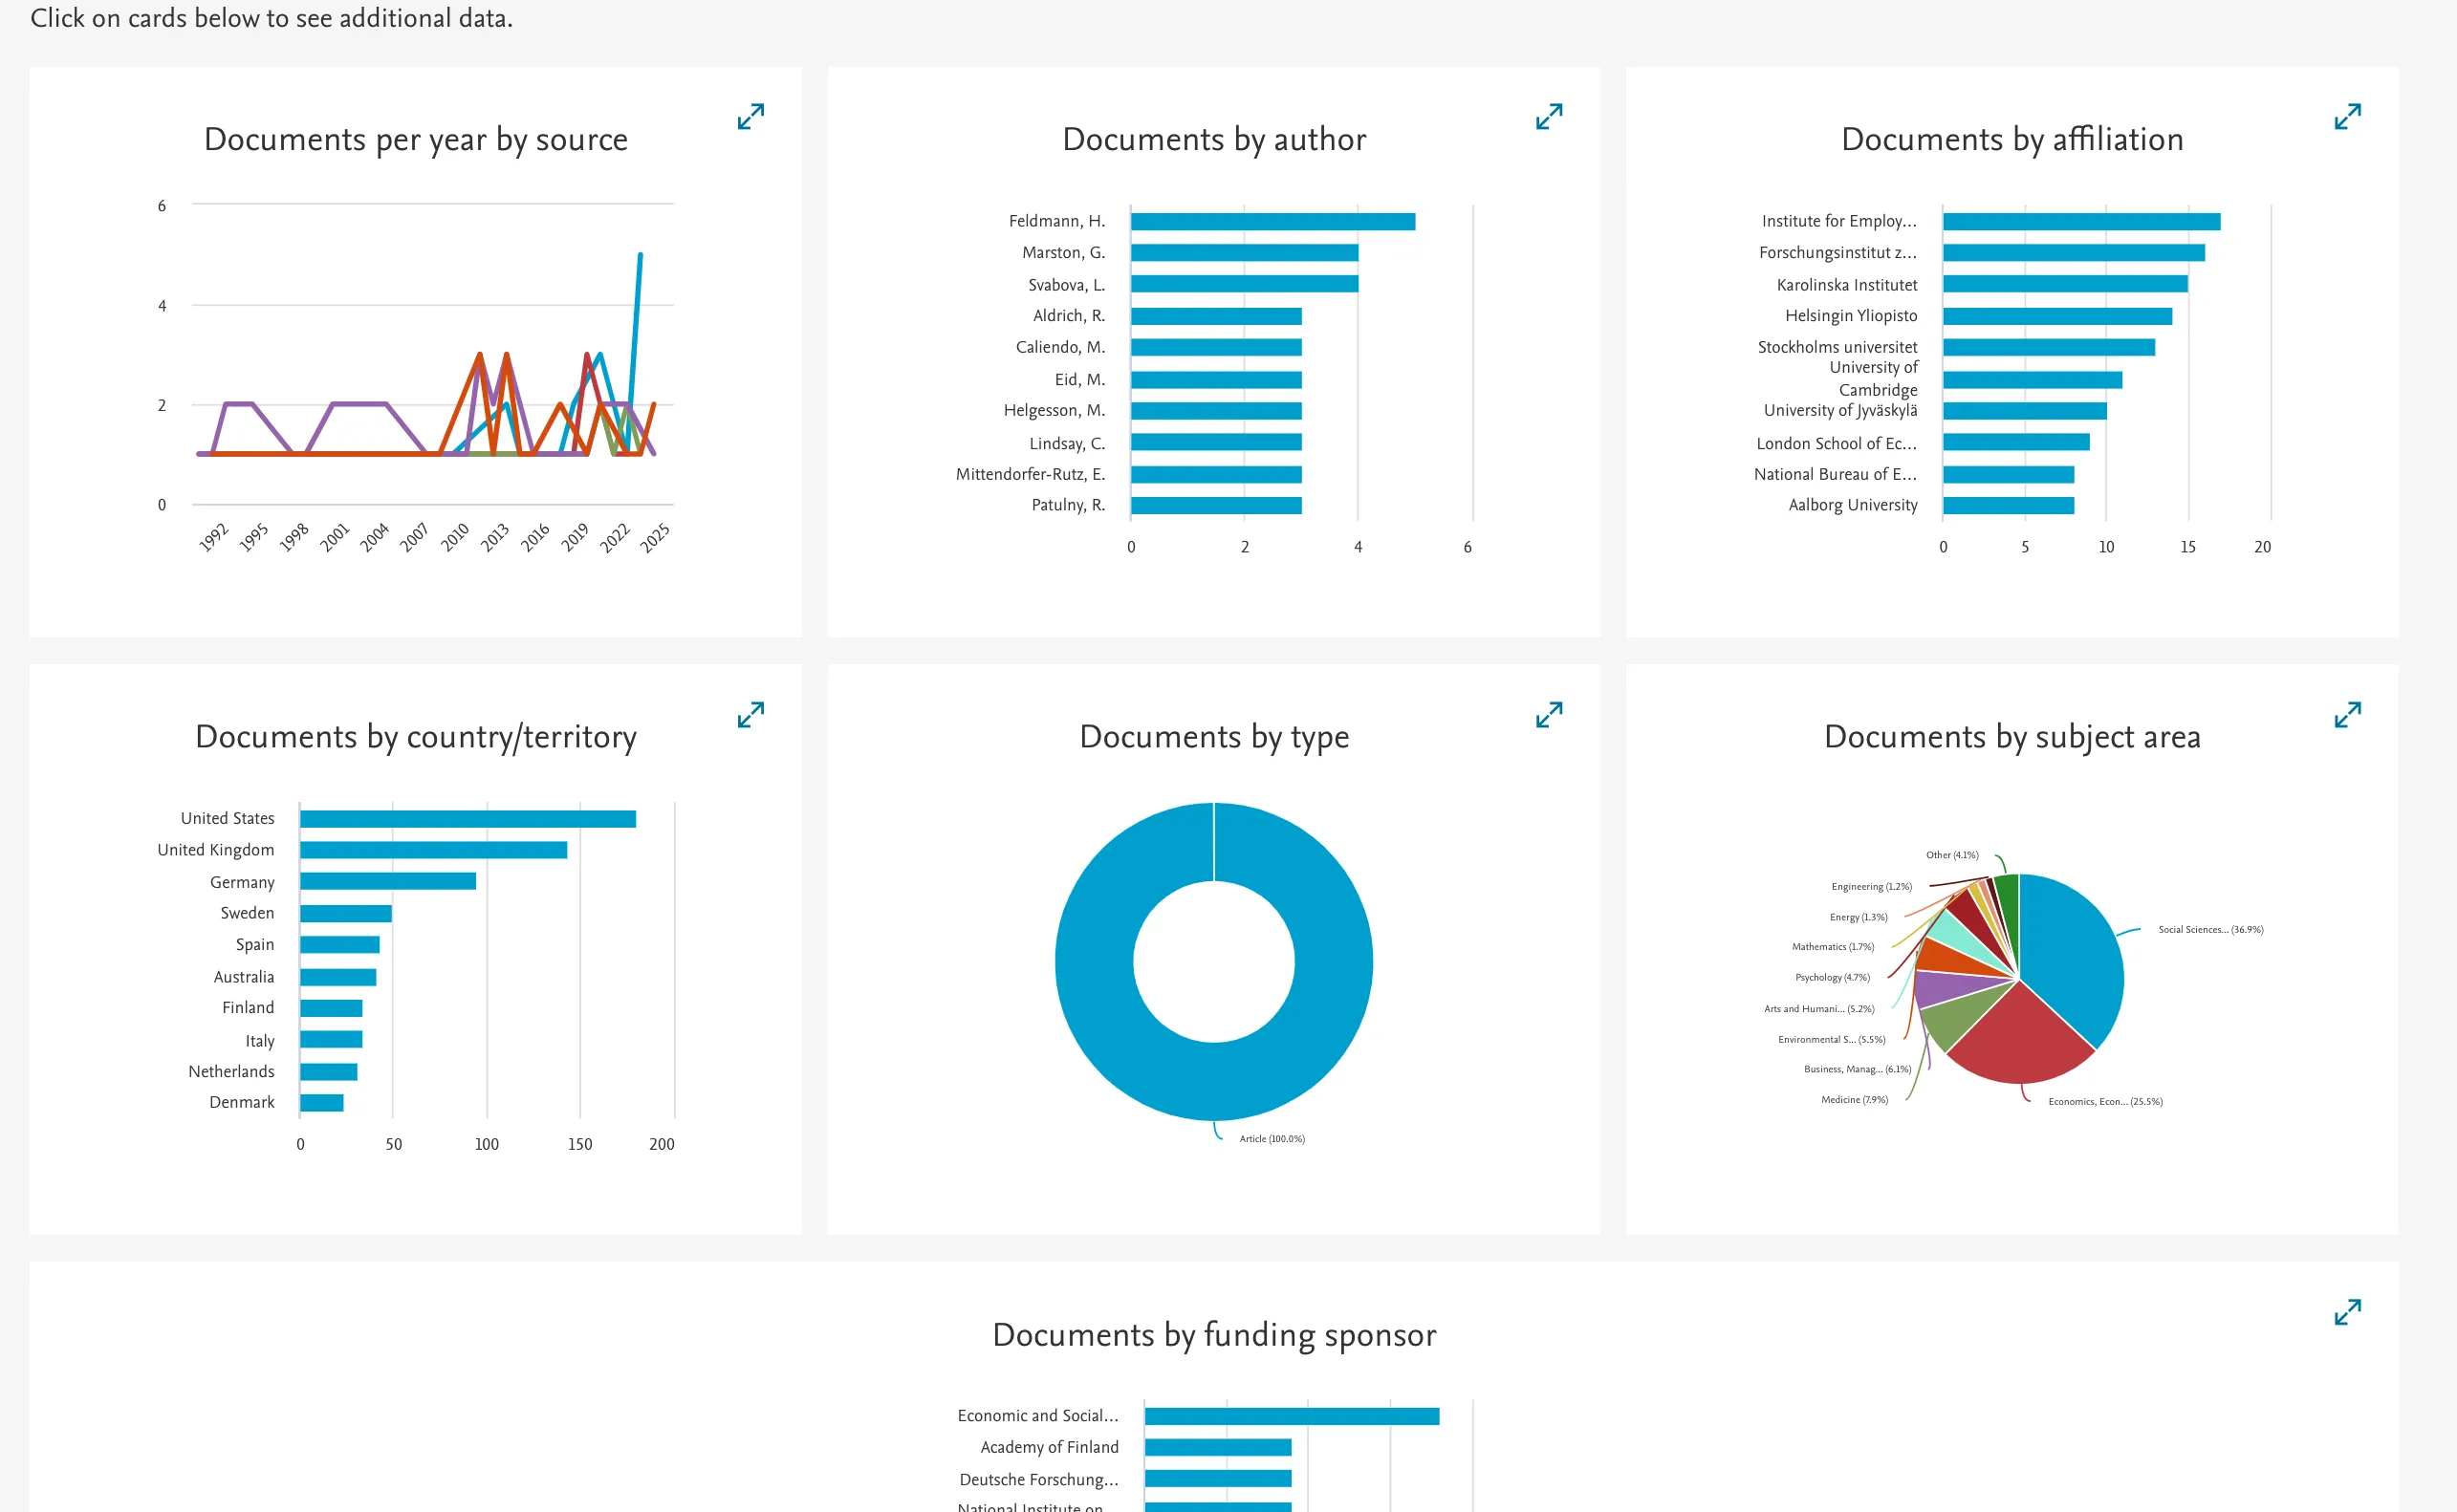 Click on cards below to see additional data.
Documents per year by source
6
4
2
0
1992
1995
1998
2001
2004
2007
2010
2013
2016
2019
2022
2025
Documents by author
Feldmann, H.
Marston, G.
Svabova, L.
Aldrich, R.
Caliendo, M.
Eid, M.
Helgesson, M.
Lindsay, C.
Mittendorfer-Rutz, E.
Patulny, R.
0 2 4 6
Documents by affiliation
Institute for Employ...
Forschungsinstitut z...
Karolinska Institutet
Helsingin Yliopisto
Stockholms universitet
University of
Cambridge
University of Jyväskylä
London School of Ec...
National Bureau of E...
Aalborg University
0 5 10 15 20
Documents by country/territory
United States
United Kingdom
Germany
Sweden
Spain
Australia
Finland
Italy
Netherlands
Denmark
0 50 100 150 200
Documents by type
Article (100.0%)
Documents by subject area
Other (4.1%)
Engineering (1.2%)
Energy (1.3%)
Mathematics (1.7%)
Psychology (4.7%)
Arts and Humani... (5.2%)
Environmental S... (5.5%)
Business, Manag... (6.1%)
Medicine (7.9%)
Social Sciences... (36.9%)
Economics, Econ... (25.5%)
Documents by funding sponsor
Economic and Social...
Academy of Finland
Deutsche Forschung...
National Institute on...